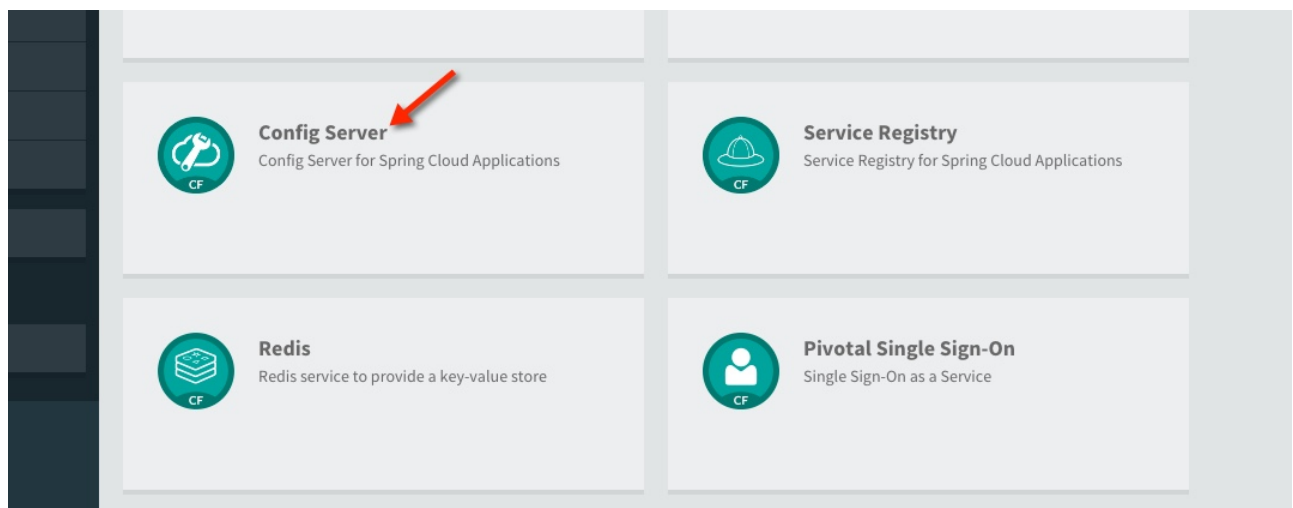 Config Server
Config Server for Spring Cloud Applications
CF
Service Registry
Service Registry for Spring Cloud Applications
CF
Redis
Redis service to provide a key-value store
CF
Pivotal Single Sign-On
Single Sign-On as a Service
CF